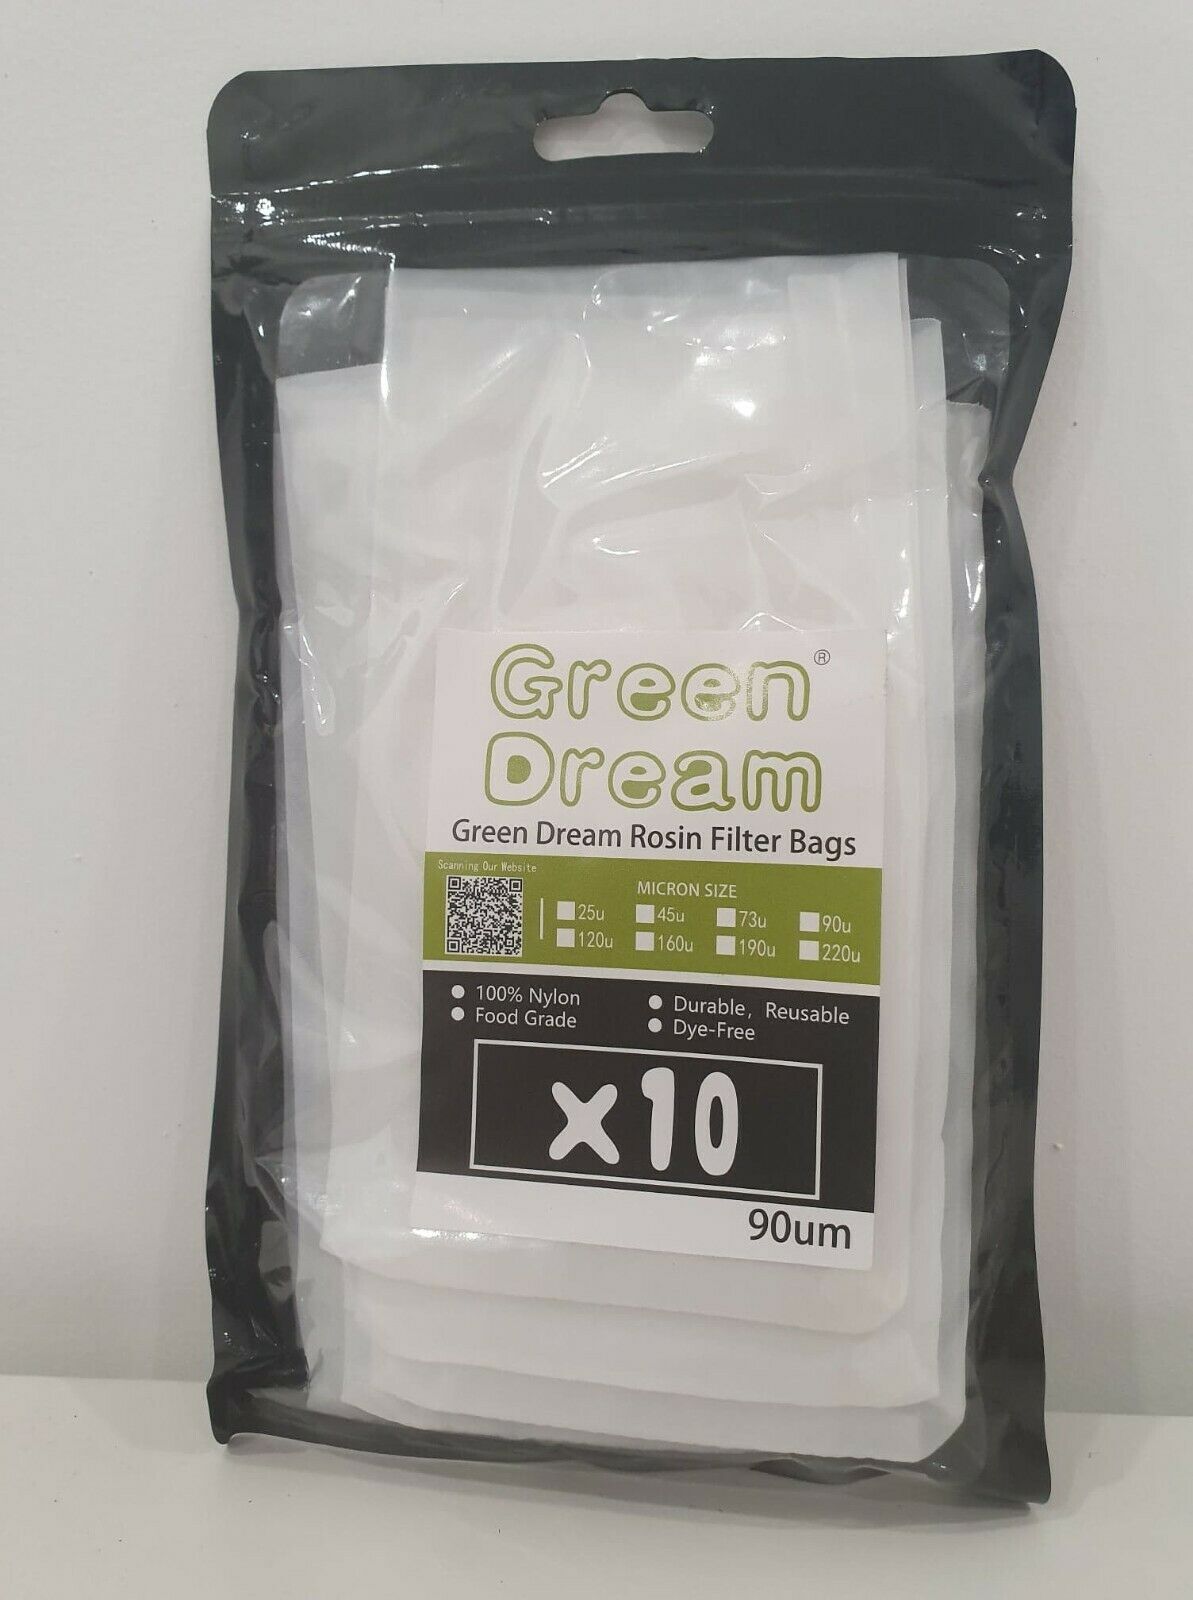 Green ®
Dream
Green Dream Rosin Filter Bags
Scanning Our Website
MICRON SIZE
25u 45u 73u 90u
120u 160u 190u 220u
100% Nylon
Food Grade
Durable, Reusable
Dye-Free
x10
90um